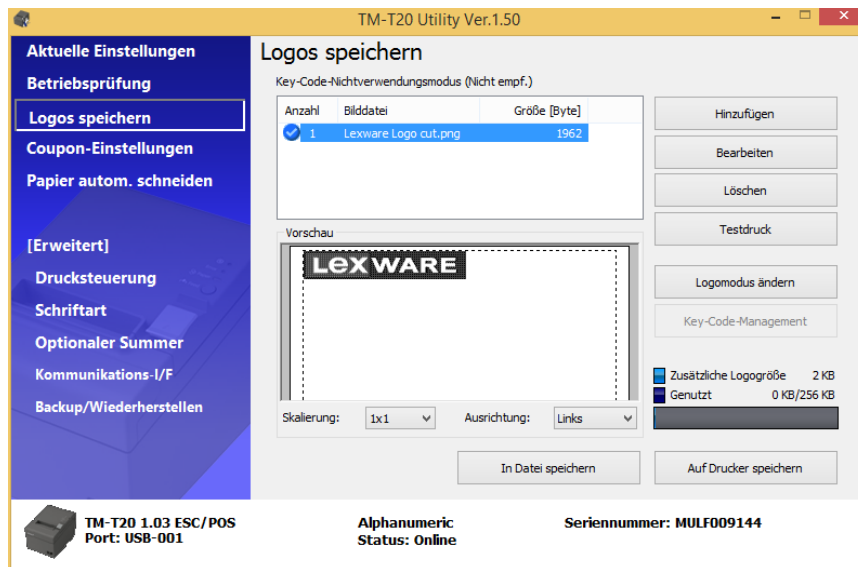 TM-T20 Utility Ver.1.50
Aktuelle Einstellungen
Betriebsprüfung
Logos speichern
Coupon-Einstellungen
Papier autom. schneiden
[Erweitert]
Drucksteuerung
Schriftart
Optionaler Summer
Kommunikations-I/F
Backup/Wiederherstellen
Logos speichern
Key-Code-Nichtverwendungsmodus (Nicht empf.)
Anzahl Bilddatei Größe [Byte]
1 Lexware Logo cut.png 1962
Hinzufügen
Bearbeiten
Löschen
Testdruck
Vorschau
LexWARE
Logomodus ändern
Key-Code-Management
Zusätzliche Logogröße 2 KB
Genutzt 0 KB/256 KB
Skalierung: 1x1 Ausrichtung: Links
In Datei speichern
Auf Drucker speichern
TM-T20 1.03 ESC/POS Alphanumeric Seriennummer: MULF009144
Port: USB-001 Status: Online